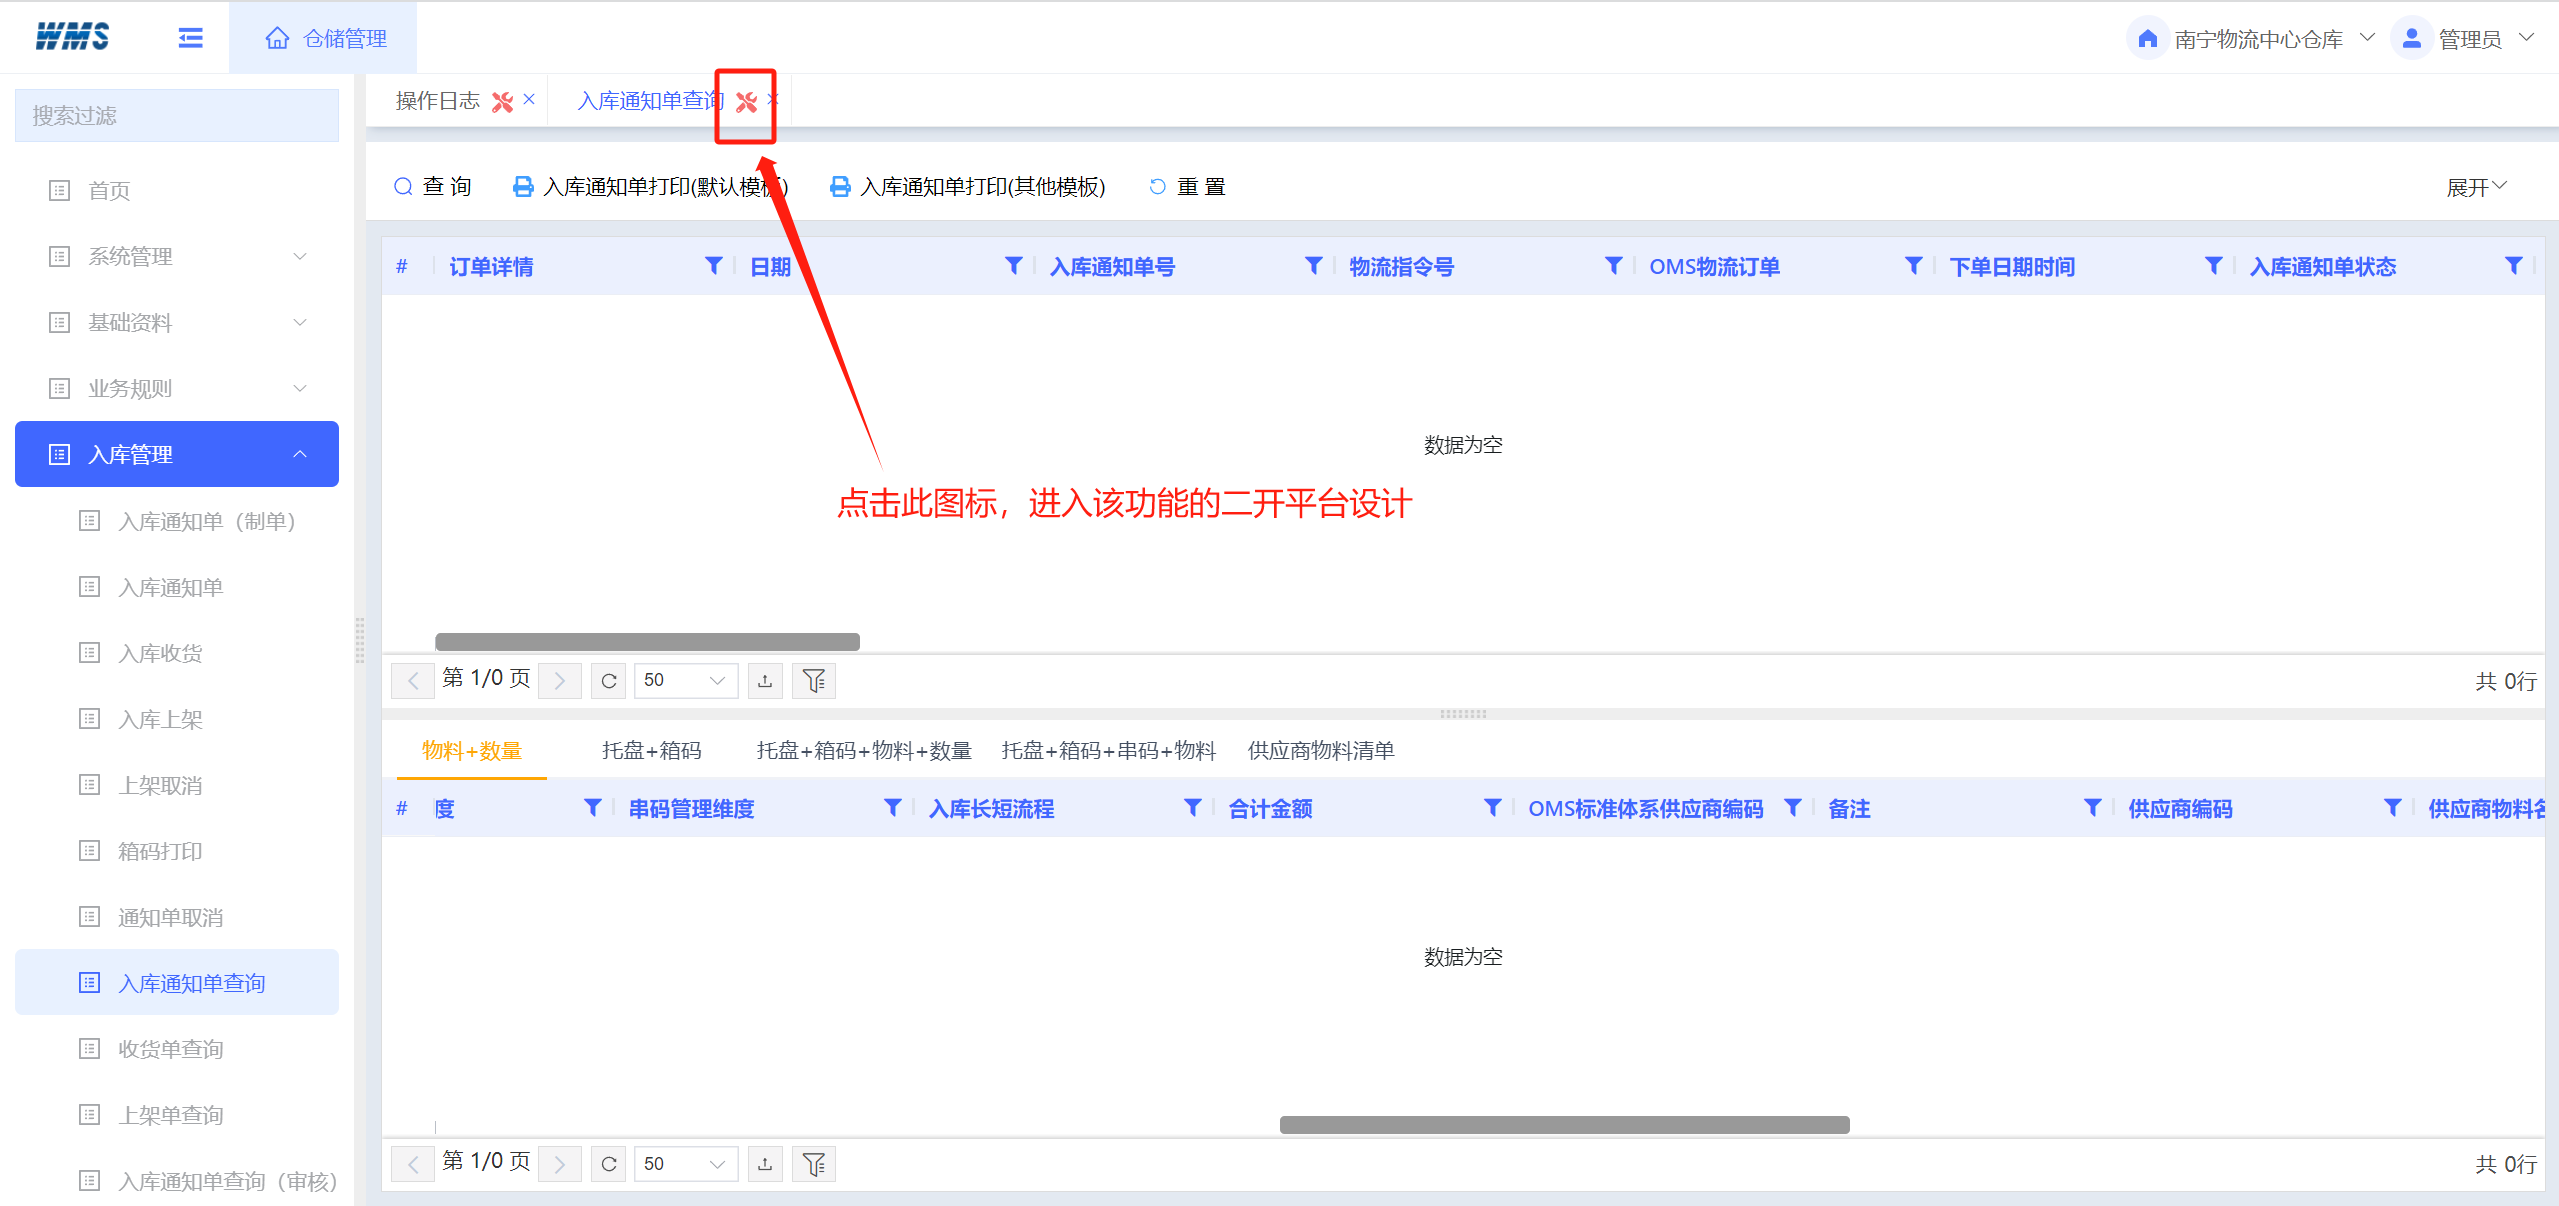 WMS
仓储管理
南宁物流中心仓库
管理员
搜索过滤
首页
系统管理
基础资料
业务规则
入库管理
入库通知单（制单）
入库通知单
入库收货
入库上架
上架取消
箱码打印
通知单取消
入库通知单查询
收货单查询
上架单查询
入库通知单查询（审核）
操作日志
入库通知单查询
查 询
入库通知单打印(默认模板)
入库通知单打印(其他模板)
重 置
展开
# 订单详情 日期 入库通知单号 物流指令号 OMS物流订单 下单日期时间 入库通知单状态
数据为空
点击此图标，进入该功能的二开平台设计
第 1/0 页 50 共 0行
物料+数量 托盘+箱码 托盘+箱码+物料+数量 托盘+箱码+串码+物料 供应商物料清单
# 度 串码管理维度 入库长短流程 合计金额 OMS标准体系供应商编码 备注 供应商编码 供应商物料名
数据为空
第 1/0 页 50 共 0行